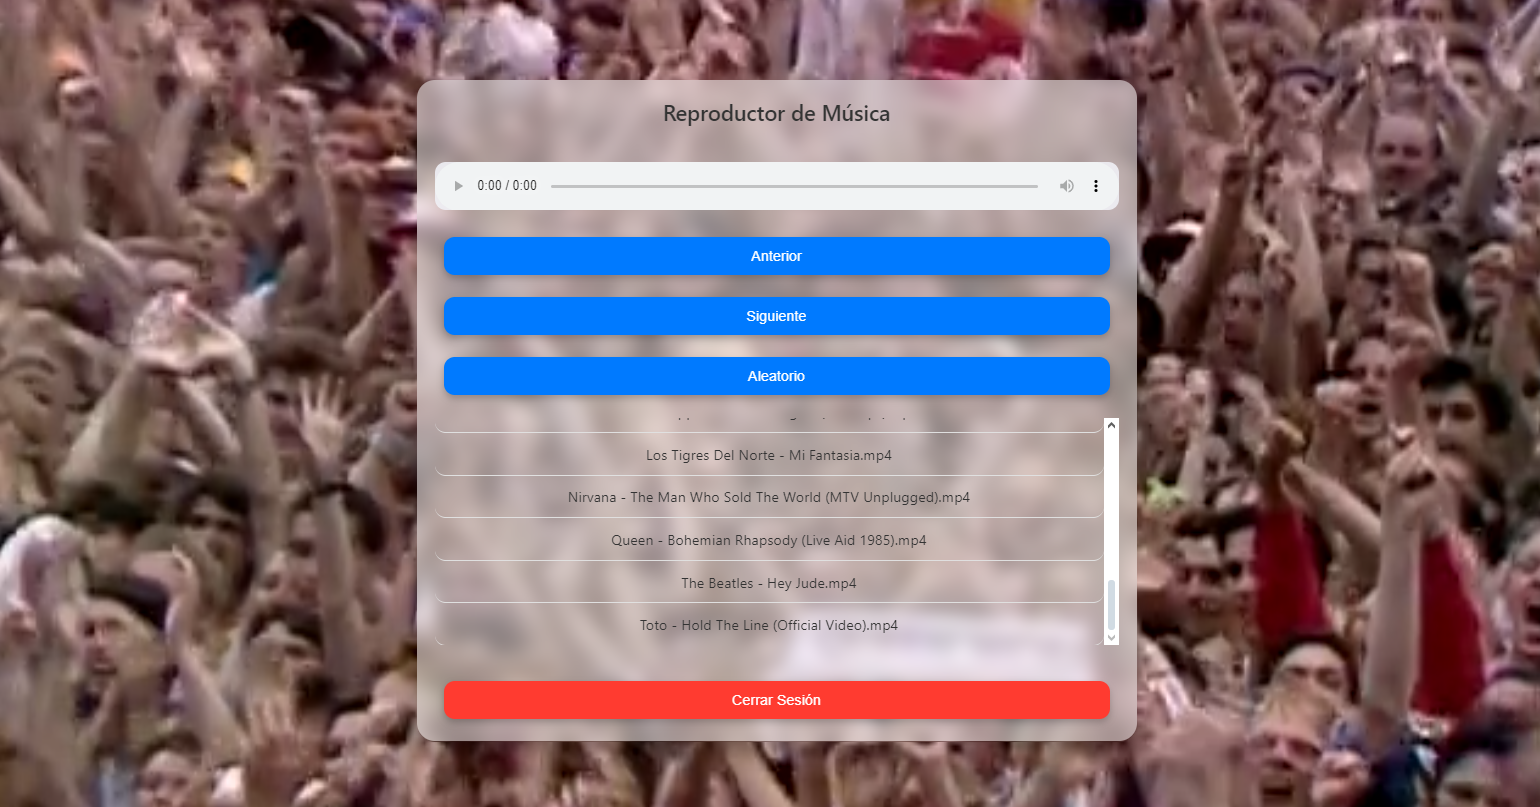 Reproductor de Música
0:00 / 0:00
Anterior
Siguiente
Aleatorio
Los Tigres Del Norte - Mi Fantasia.mp4
Nirvana - The Man Who Sold The World (MTV Unplugged).mp4
Queen - Bohemian Rhapsody (Live Aid 1985).mp4
The Beatles - Hey Jude.mp4
Toto - Hold The Line (Official Video).mp4
Cerrar Sesión